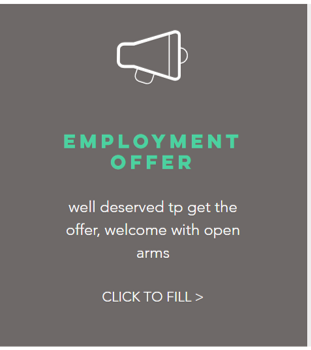 EMPLOYMENT
OFFER
well deserved tp get the
offer, welcome with open
arms
CLICK TO FILL >